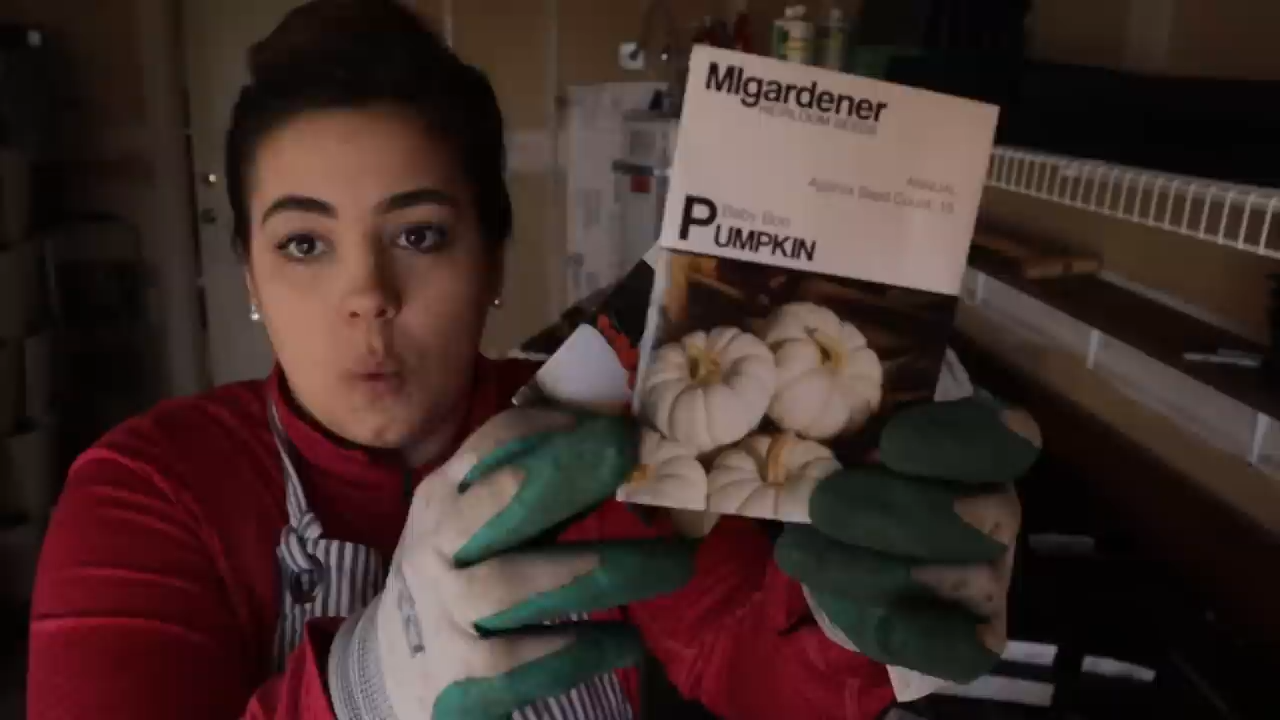 MIgardener
HEIRLOOM SEEDS
ANNUAL
Approx Seed Count: 15
Baby Boo
PUMPKIN